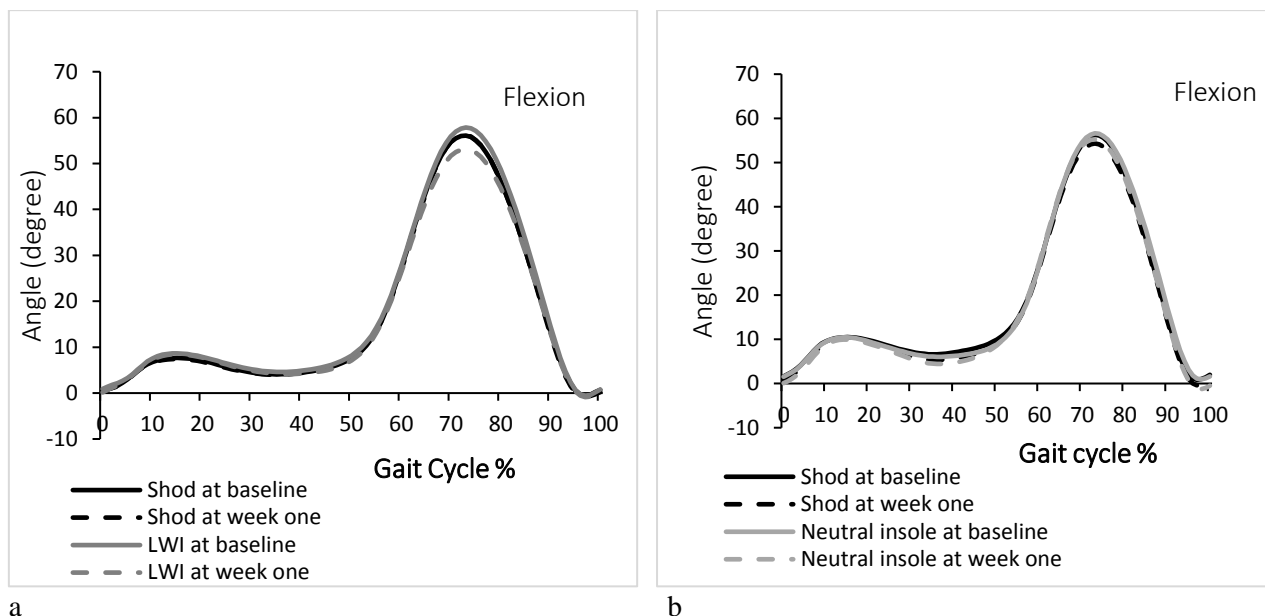 70
60
50
40
30
20
10
0
-10
Angle (degree)
Flexion
0 10 20 30 40 50 60 70 80 90 100
Gait Cycle %
Shod at baseline
Shod at week one
LWI at baseline
LWI at week one
a
70
60
50
40
30
20
10
0
-10
Angle (degree)
Flexion
0 10 20 30 40 50 60 70 80 90 100
Gait cycle %
Shod at baseline
Shod at week one
Neutral insole at baseline
Neutral insole at week one
b